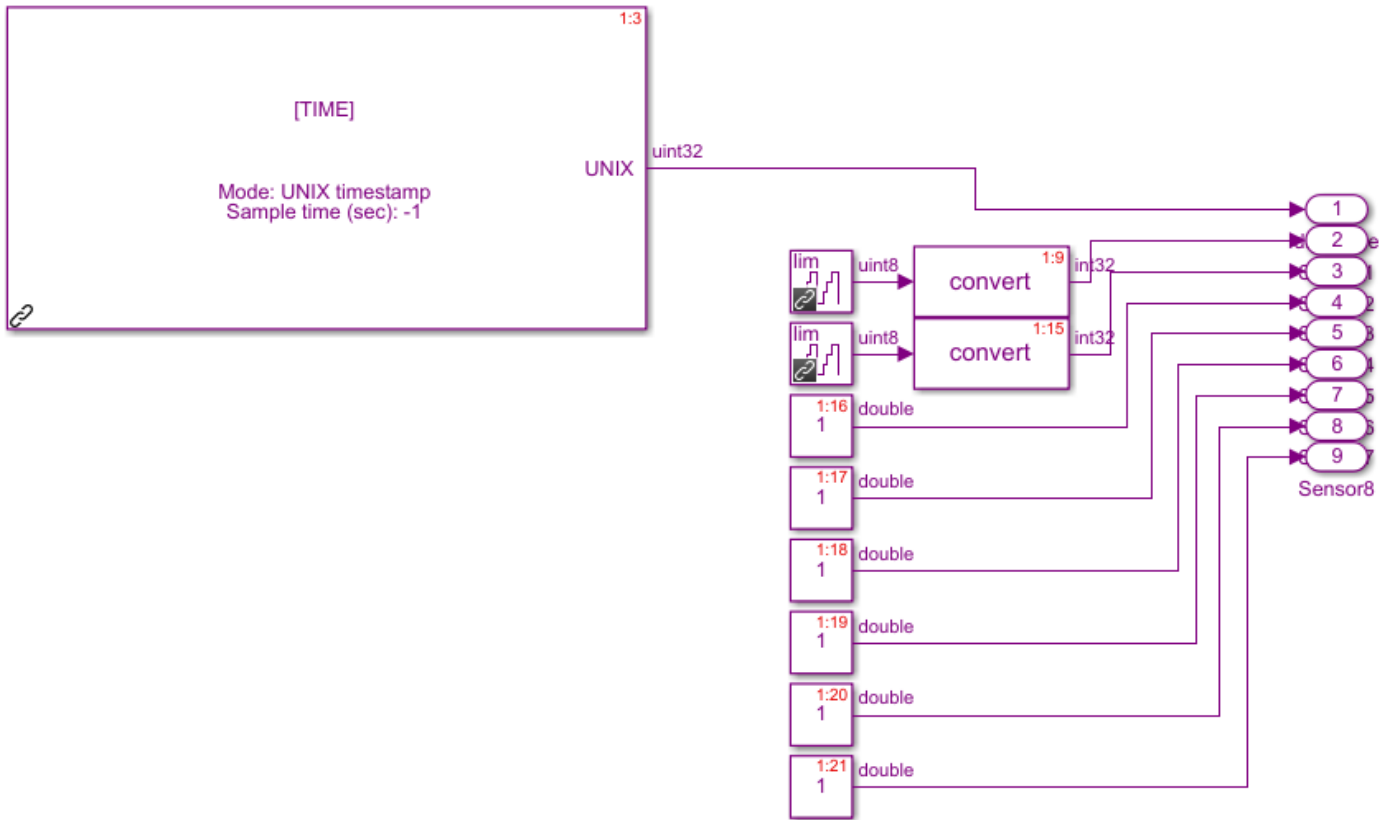 1:3
[TIME]
UNIX
uint32
Mode: UNIX timestamp
Sample time (sec): -1
1
2
lim
uint8
1:9
convert
int32
3
4
lim
uint8
1:15
convert
int32
5
6
7
1:16
1
double
8
9
1:17
1
double
Sensor8
1:18
1
double
1:19
1
double
1:20
1
double
1:21
1
double